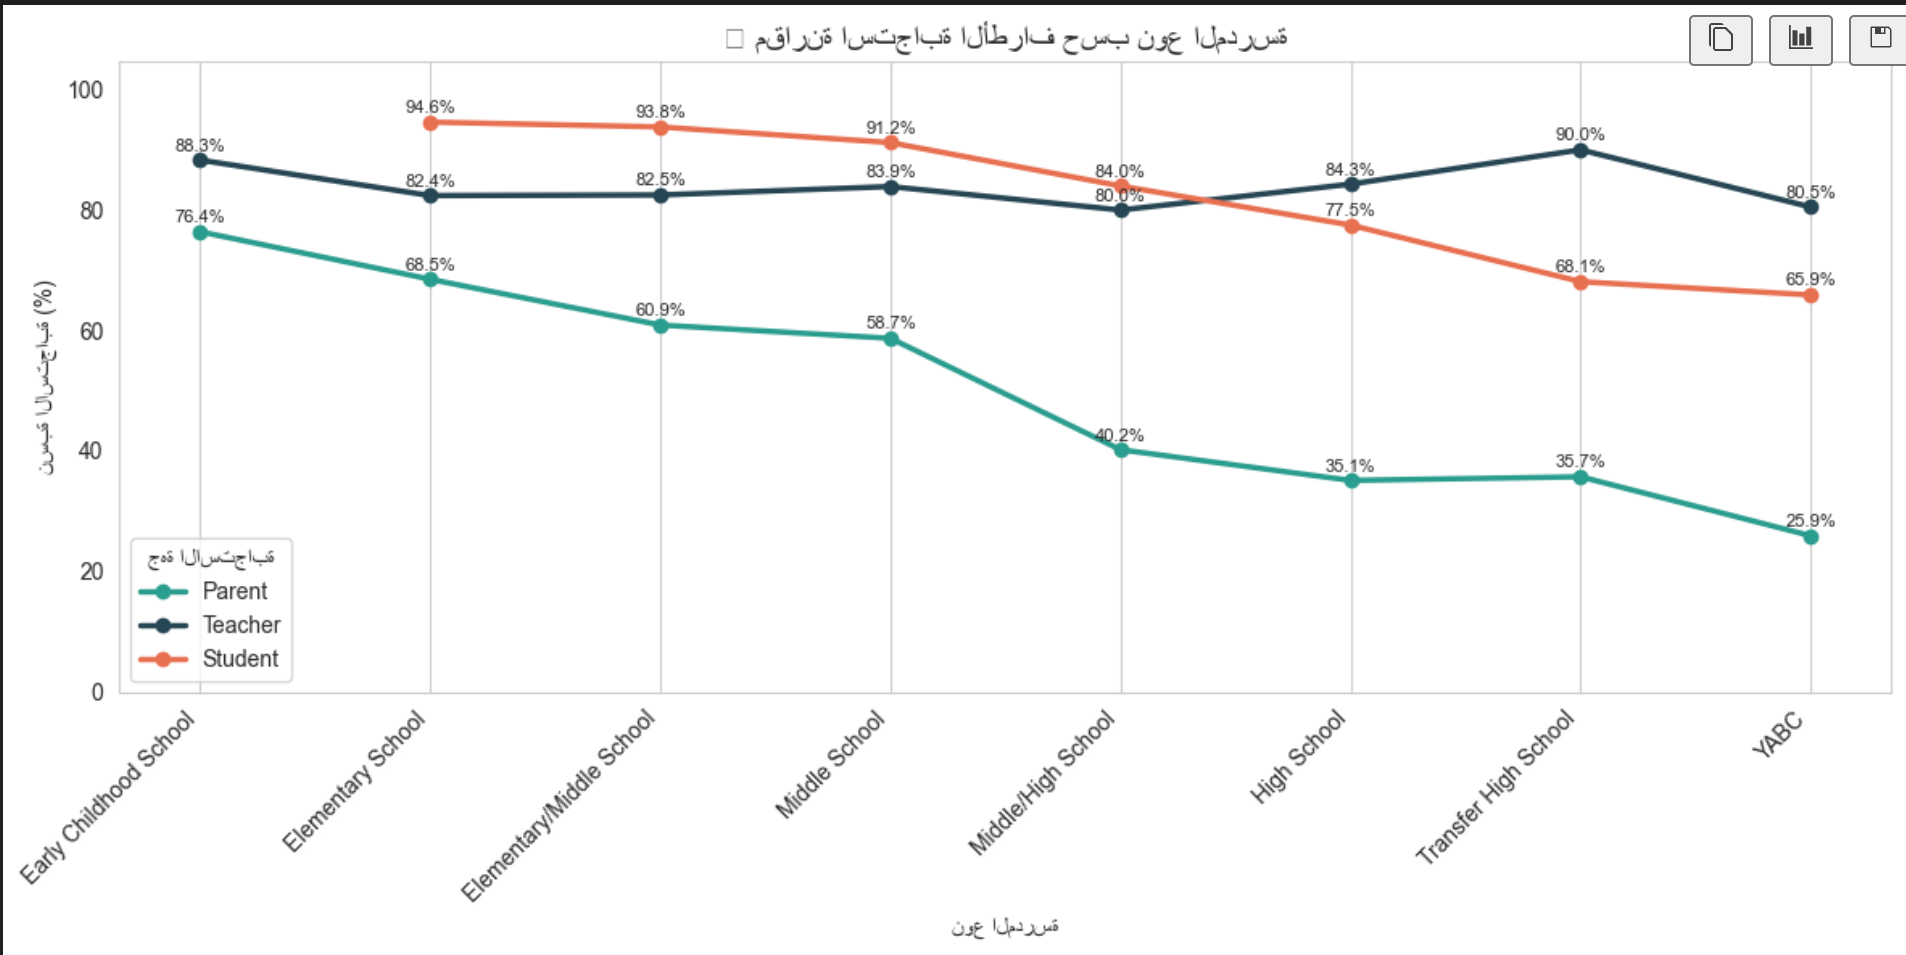 □ مقارنة استجابة الأطراف حسب نوع المدرسة
نسبة الاستجابة (%)
100
80
60
40
20
0
88.3%
76.4%
94.6%
82.4%
68.5%
93.8%
82.5%
60.9%
91.2%
83.9%
58.7%
84.0%
80.0%
40.2%
84.3%
77.5%
35.1%
90.0%
68.1%
35.7%
80.5%
65.9%
25.9%
جهة الاستجابة
Parent
Teacher
Student
Early Childhood School
Elementary School
Elementary/Middle School
Middle School
Middle/High School
High School
Transfer High School
YABC
نوع المدرسة